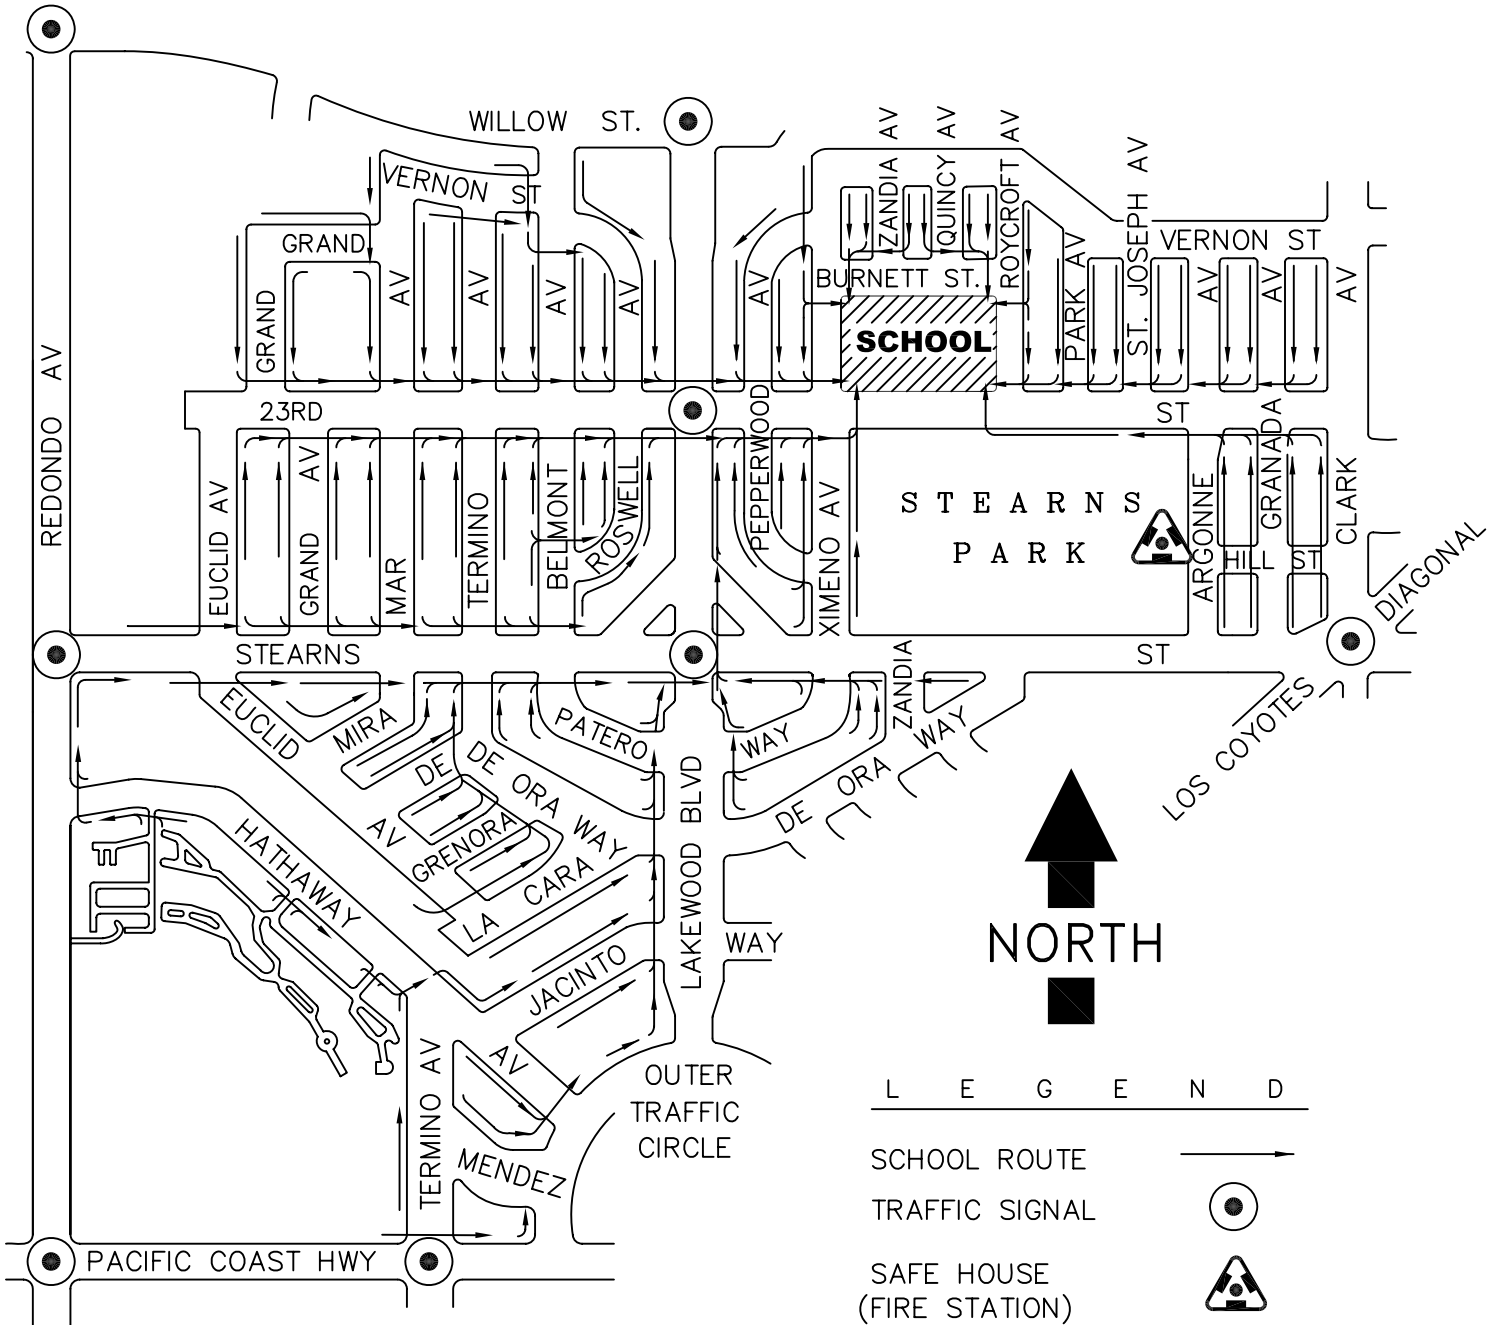 WILLOW ST.
VERNON ST
GRAND
GRAND
AV
AV
AV
AV
AV
ZANDIA AV
QUINCY AV
ROYCROFT AV
BURNETT ST.
PARK AV
ST. JOSEPH AV
VERNON ST
AV
AV
AV
SCHOOL
REDONDO AV
23RD
ST
EUCLID AV
GRAND AV
MAR
TERMINO
BELMONT
ROSWELL
PEPPERWOOD
XIMENO AV
STEARNS
PARK
ARGONNE
GRANADA
CLARK
HILL ST
DIAGONAL
STEARNS
ST
EUCLID
MIRA
DE
AV
DE ORA WAY
PATERO
WAY
ZANDIA
DE ORA WAY
LOS COYOTES
LAKEWOOD BLVD
GRENORA
LA CARA
HATHAWAY
JACINTO
AV
WAY
NORTH
TERMINO AV
MENDEZ
OUTER
TRAFFIC
CIRCLE
PACIFIC COAST HWY
LEGEND
SCHOOL ROUTE
TRAFFIC SIGNAL
SAFE HOUSE
(FIRE STATION)